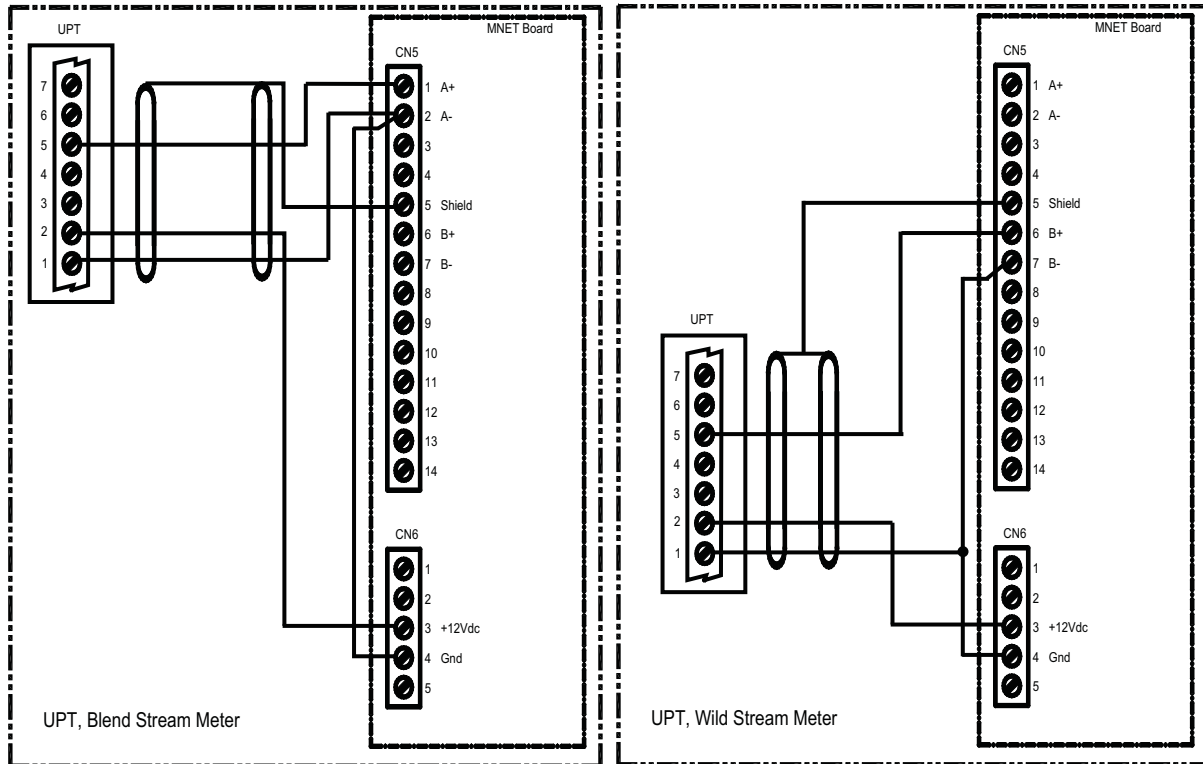 UPT
7
6
5
4
3
2
1
MNET Board
CN5
1 A+
2 A-
3
4
5 Shield
6 B+
7 B-
8
9
10
11
12
13
14
CN6
1
2
3 +12Vdc
4 Gnd
5
UPT, Blend Stream Meter
MNET Board
CN5
1 A+
2 A-
3
4
5 Shield
6 B+
7 B-
8
9
10
11
12
13
14
UPT
7
6
5
4
3
2
1
CN6
1
2
3 +12Vdc
4 Gnd
5
UPT, Wild Stream Meter